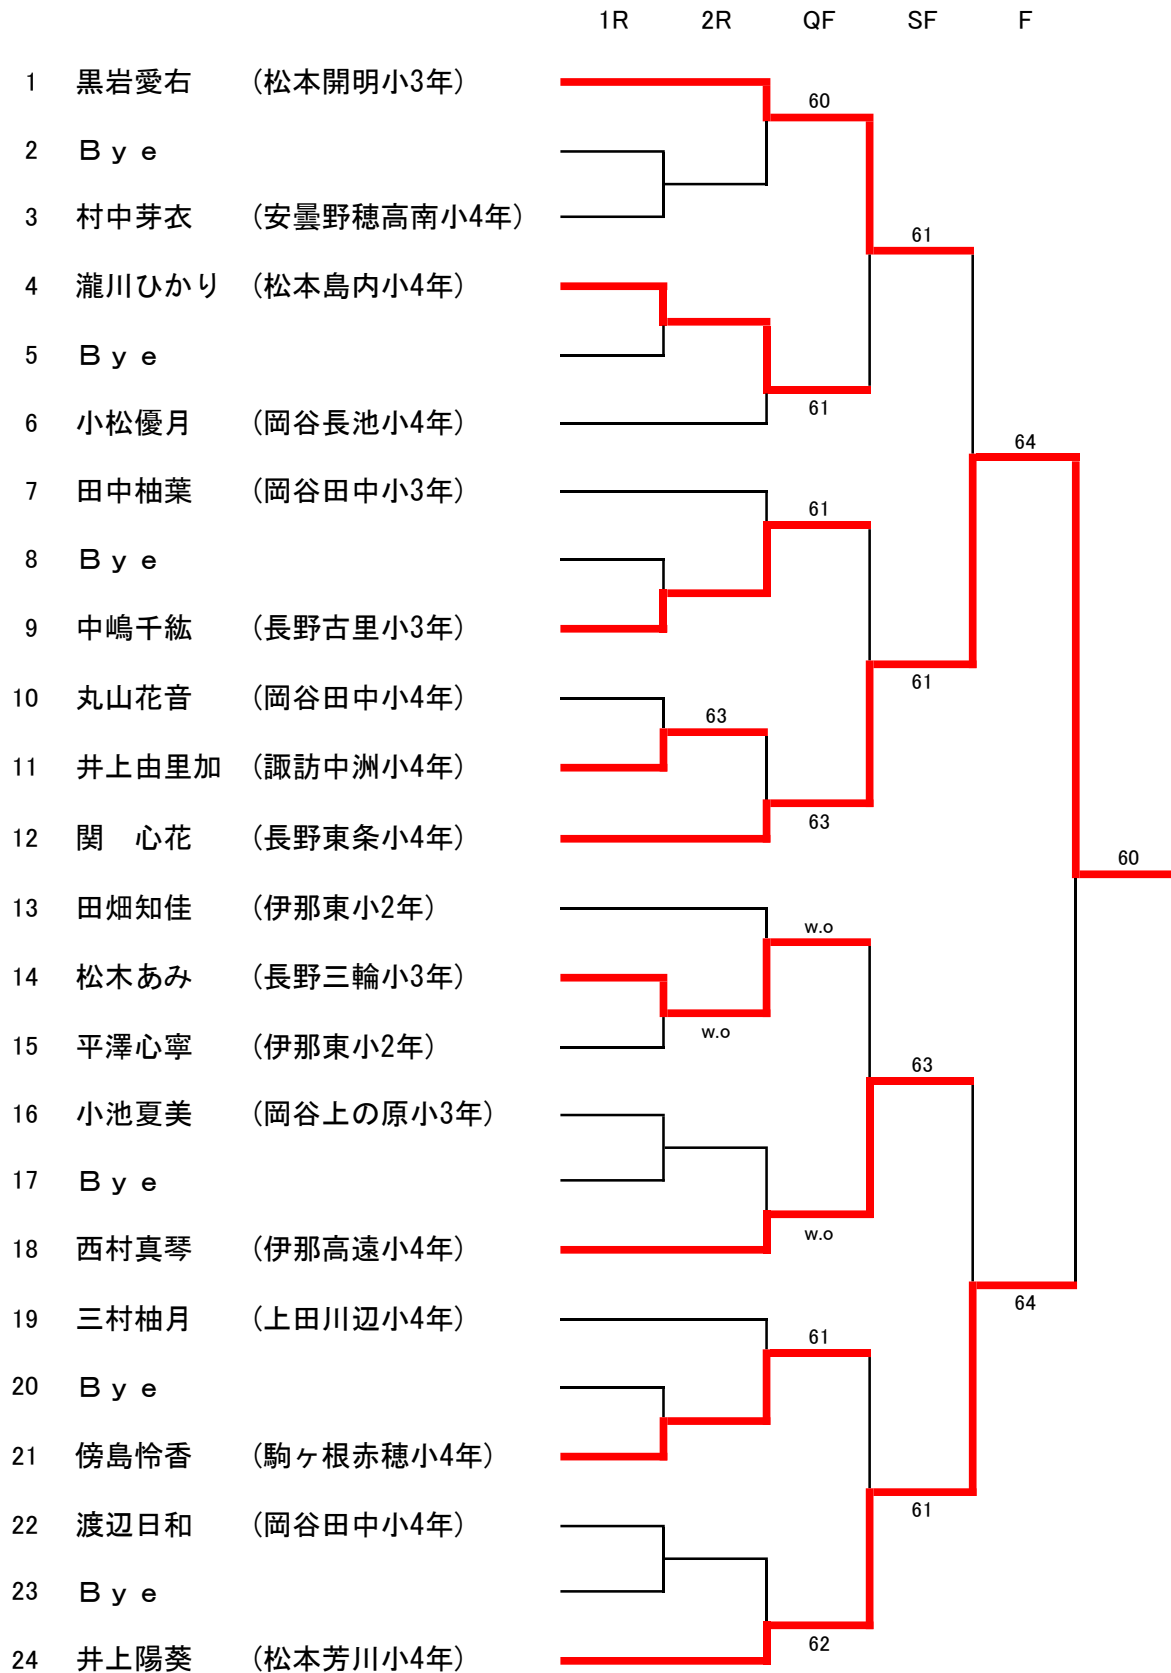 1R 2R QF SF F
1 黒岩愛右 (松本開明小3年)
60
2 Ｂｙｅ
3 村中芽衣 (安曇野穂高南小4年)
61
4 瀧川ひかり (松本島内小4年)
5 Ｂｙｅ
61
6 小松優月 (岡谷長池小4年)
64
7 田中柚葉 (岡谷田中小3年)
61
8 Ｂｙｅ
9 中嶋千紘 (長野古里小3年)
61
10 丸山花音 (岡谷田中小4年)
63
11 井上由里加 (諏訪中洲小4年)
63
12 関　心花 (長野東条小4年)
60
13 田畑知佳 (伊那東小2年)
w.o
14 松木あみ (長野三輪小3年)
w.o
15 平澤心寧 (伊那東小2年)
63
16 小池夏美 (岡谷上の原小3年)
17 Ｂｙｅ
w.o
18 西村真琴 (伊那高遠小4年)
64
19 三村柚月 (上田川辺小4年)
61
20 Ｂｙｅ
21 傍島怜香 (駒ヶ根赤穂小4年)
61
22 渡辺日和 (岡谷田中小4年)
23 Ｂｙｅ
62
24 井上陽葵 (松本芳川小4年)